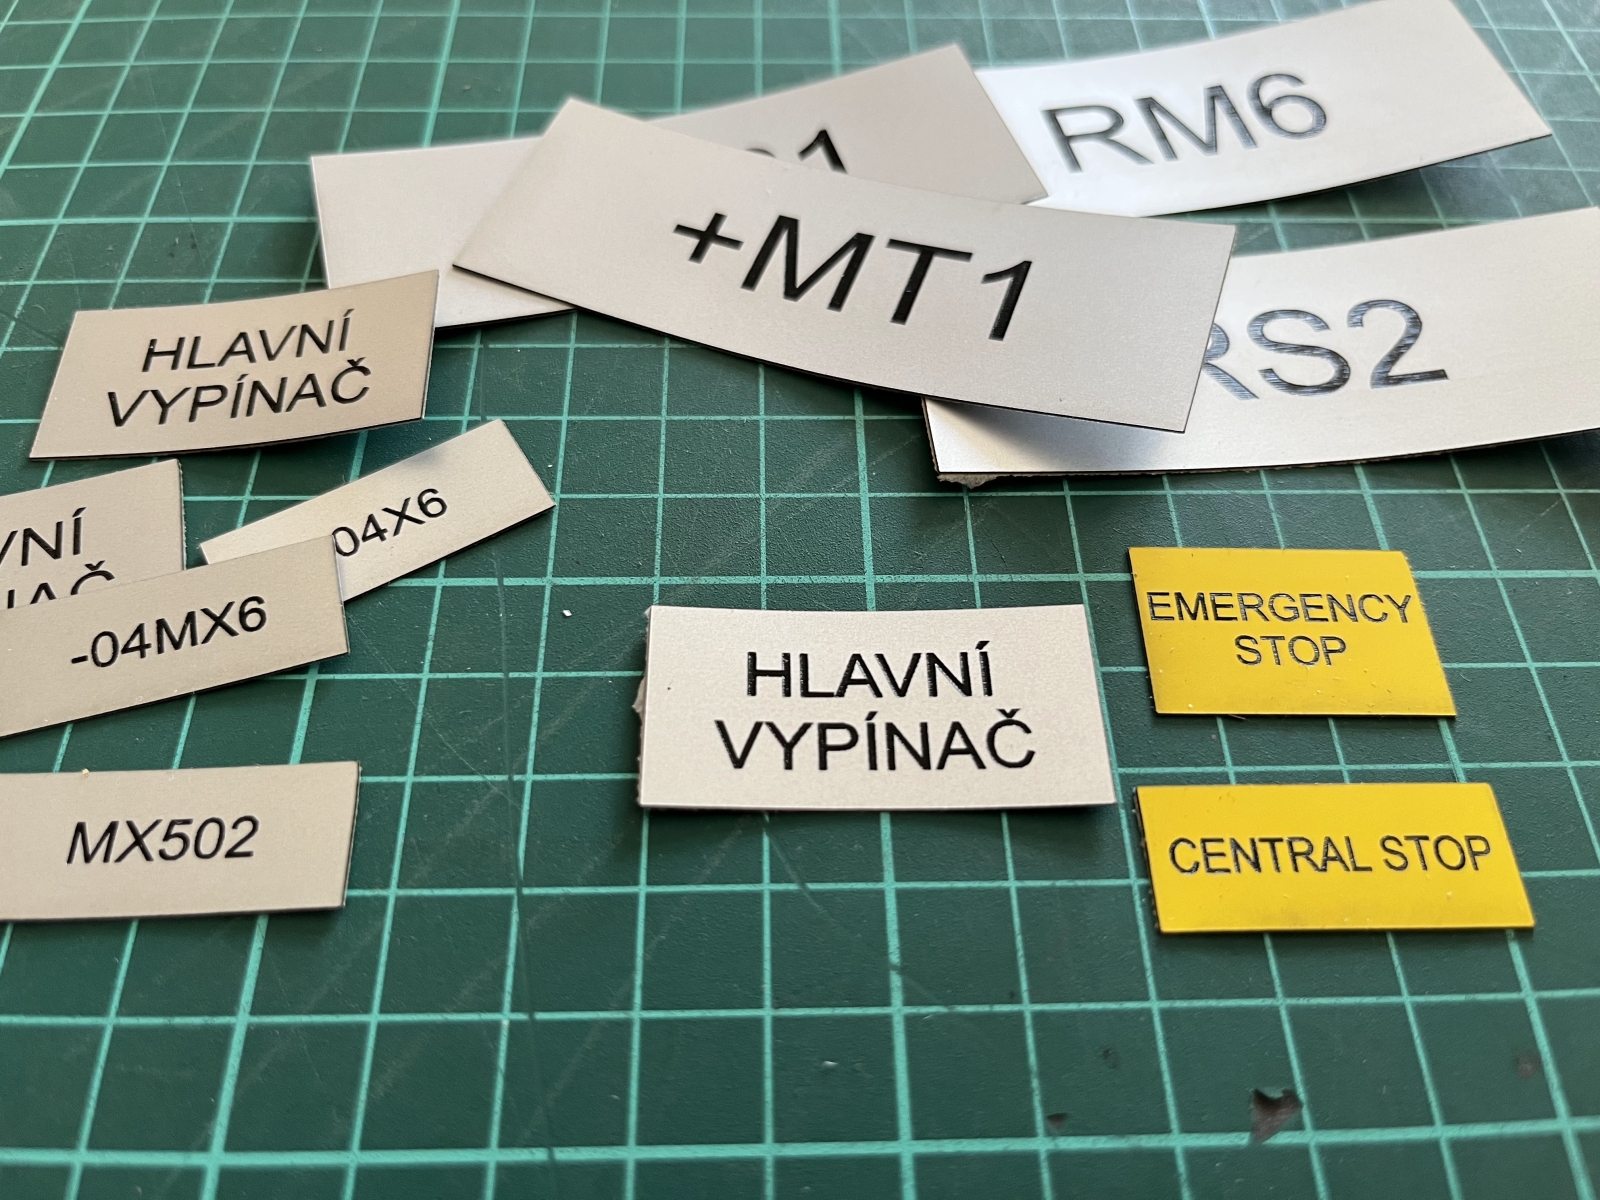 RM6
+MT1
RS2
HLAVNÍ
VYPÍNAČ
04X6
-04MX6
MX502
HLAVNÍ
VYPÍNAČ
EMERGENCY
STOP
CENTRAL STOP